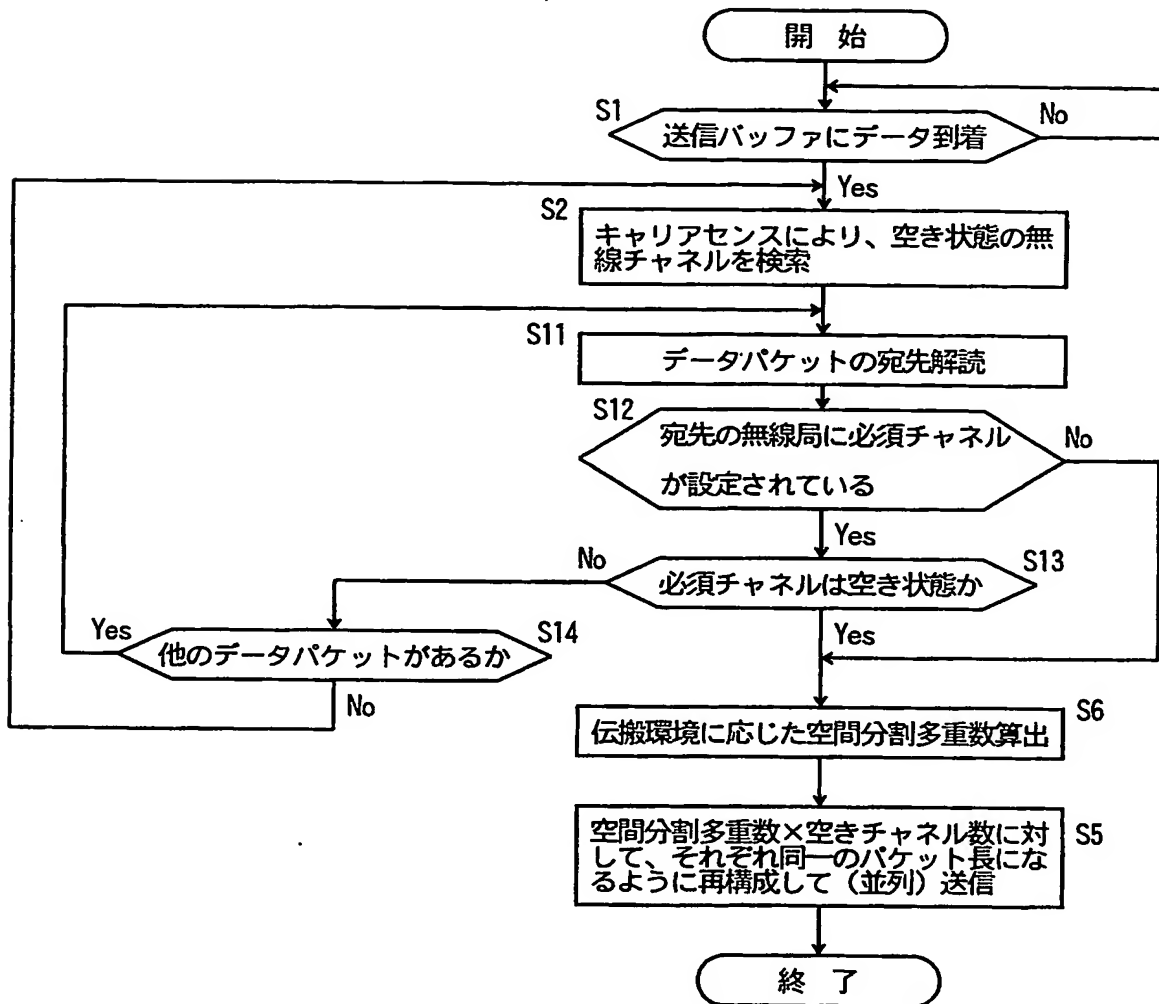 開 始
S1
送信バッファにデータ到着
No
Yes
S2
キャリアセンスにより、空き状態の無
線チャネルを検索
S11
データパケットの宛先解読
S12
宛先の無線局に必須チャネル
が設定されている
No
Yes
No
必須チャネルは空き状態か
S13
Yes
Yes
他のデータパケットがあるか
S14
No
伝搬環境に応じた空間分割多重数算出
S6
空間分割多重数×空きチャネル数に対
して、それぞれ同一のパケット長にな
るように再構成して（並列）送信
S5
終 了